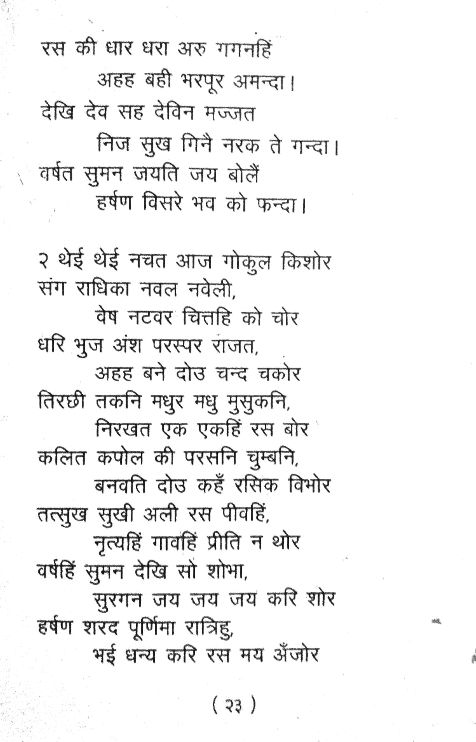 रस की धार धरा अरु गगनहिं
अहह बही भरपूर अमन्दा।
देखि देव सह देविन मज्जत
निज सुख गिनै नरक ते गन्दा।
वर्षत सुमन जयति जय बोलैं
हर्षण विसरे भव को फन्दा।
२ थेई थेई नचत आज गोकुल किशोर
संग राधिका नवल नवेली,
वेष नटवर चित्तहि को चोर
धरि भुज अंश परस्पर राजत,
अहह बने दोउ चन्द चकोर
तिरछी तकनि मधुर मधु मुसुकनि,
निरखत एक एकहिं रस बोर
कलित कपोल की परसनि चुम्बनि,
बनवति दोउ कहँ रसिक विभोर
तत्सुख सुखी अली रस पीवहिं,
नृत्यहिं गावहिं प्रीति न थोर
वर्षहिं सुमन देखि सो शोभा,
सुरगन जय जय जय करि शोर
हर्षण शरद पूर्णिमा रात्रिहु,
भई धन्य करि रस मय अँजोर
( २३ )